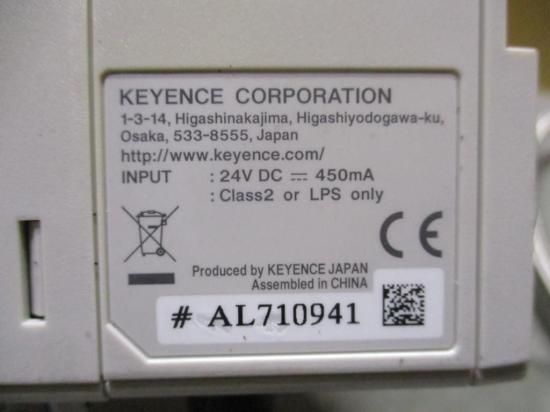 KEYENCE CORPORATION
1-3-14, Higashinakajima, Higashiyodogawa-ku,
Osaka, 533-8555, Japan
http://www.keyence.com/
INPUT : 24V DC ⎓ 450mA
: Class2 or LPS only
CE
Produced by KEYENCE JAPAN
Assembled in CHINA
# AL710941